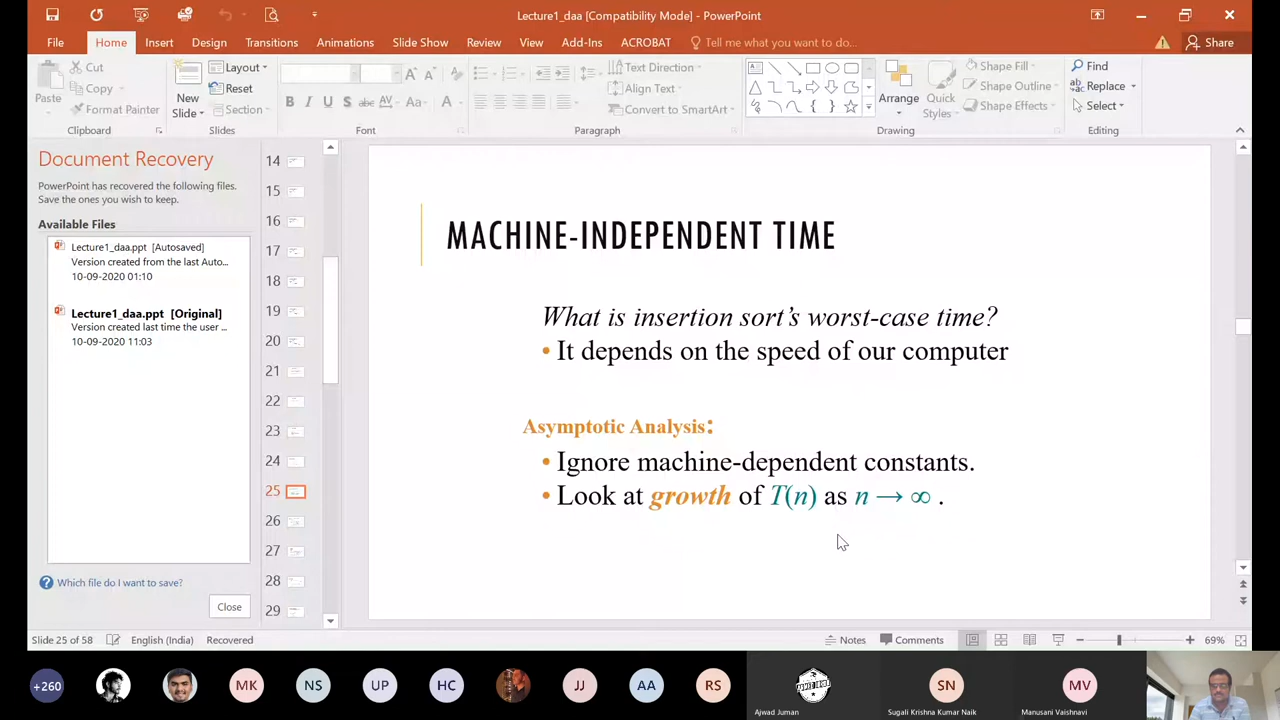 Lecture1_daa [Compatibility Mode] - PowerPoint
File Home Insert Design Transitions Animations Slide Show Review View Add-Ins ACROBAT Tell me what you want to do... Share
Paste
Cut
Copy
Format Painter
Clipboard
New
Slide
Layout
Reset
Section
Slides
Font
Text Direction
Align Text
Convert to SmartArt
Paragraph
Arrange
Quick
Styles
Shape Fill
Shape Outline
Shape Effects
Drawing
Find
Replace
Select
Editing
Document Recovery
PowerPoint has recovered the following files.
Save the ones you wish to keep.
Available Files
Lecture1_daa.ppt [Autosaved]
Version created from the last Auto...
10-09-2020 01:10
Lecture1_daa.ppt [Original]
Version created last time the user ...
10-09-2020 11:03
Which file do I want to save?
Close
14
15
16
17
18
19
20
21
22
23
24
25
26
27
28
29
MACHINE-INDEPENDENT TIME
What is insertion sort's worst-case time?
• It depends on the speed of our computer
Asymptotic Analysis:
• Ignore machine-dependent constants.
• Look at growth of T(n) as n → ∞ .
Slide 25 of 58 English (India) Recovered Notes Comments 69%
+260 MK NS UP HC JJ AA RS SN MV
Ajwad Juman Sugali Krishna Kumar Naik Manusani Vaishnavi